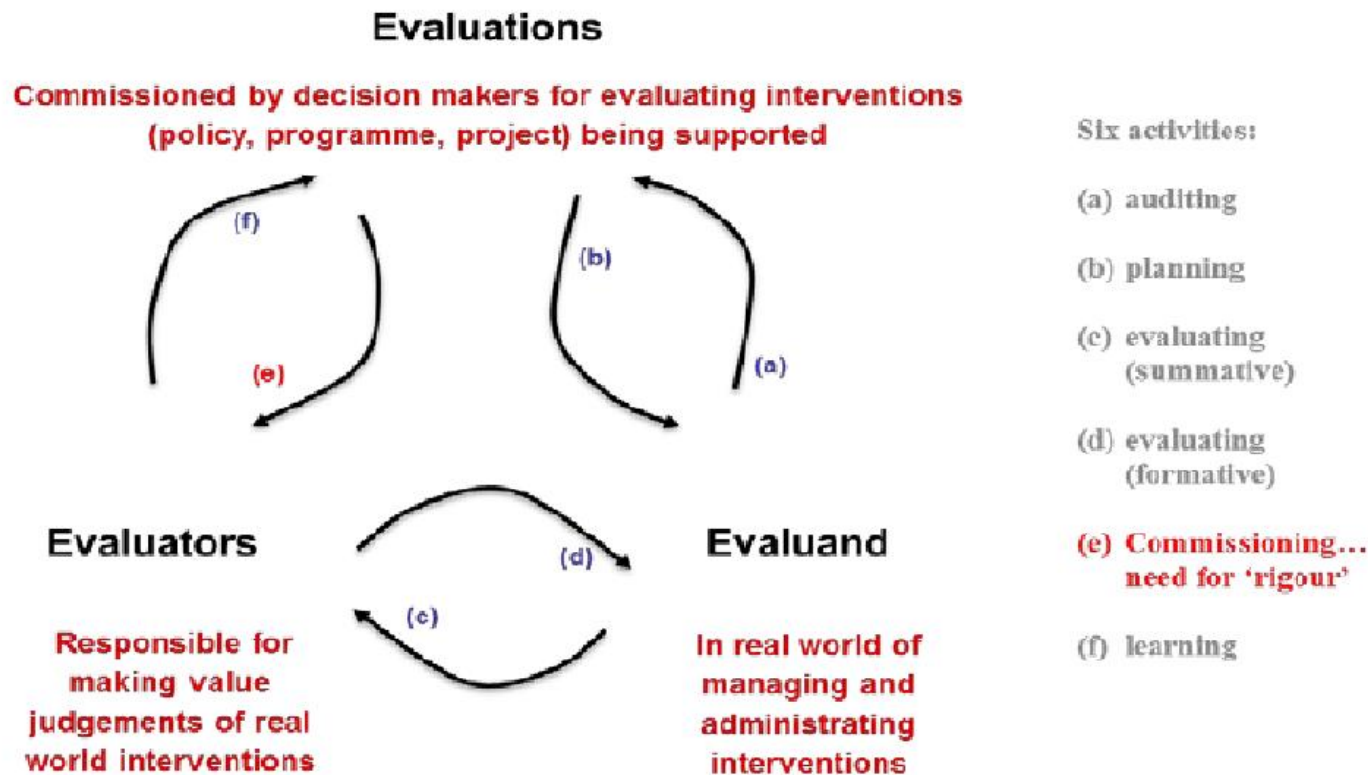 Evaluations
Commissioned by decision makers for evaluating interventions
(policy, programme, project) being supported
(f)
(e)
(b)
(a)
Evaluators
Responsible for
making value
judgements of real
world interventions
(d)
(c)
Evaluand
In real world of
managing and
administrating
interventions
Six activities:
(a) auditing
(b) planning
(c) evaluating
(summative)
(d) evaluating
(formative)
(e) Commissioning...
need for ‘rigour’
(f) learning